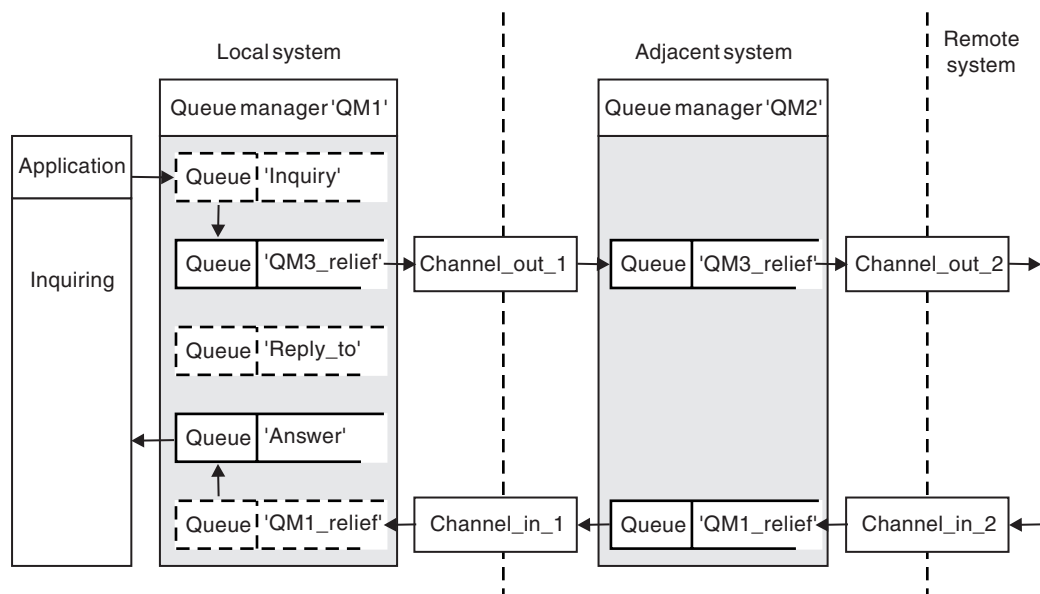 Local system
Adjacent system
Remote
system
Queue manager 'QM1'
Queue manager 'QM2'
Application
Inquiring
Queue 'Inquiry'
Queue 'QM3_relief'
Channel_out_1
Queue 'QM3_relief'
Channel_out_2
Queue 'Reply_to'
Queue 'Answer'
Queue 'QM1_relief'
Channel_in_1
Queue 'QM1_relief'
Channel_in_2